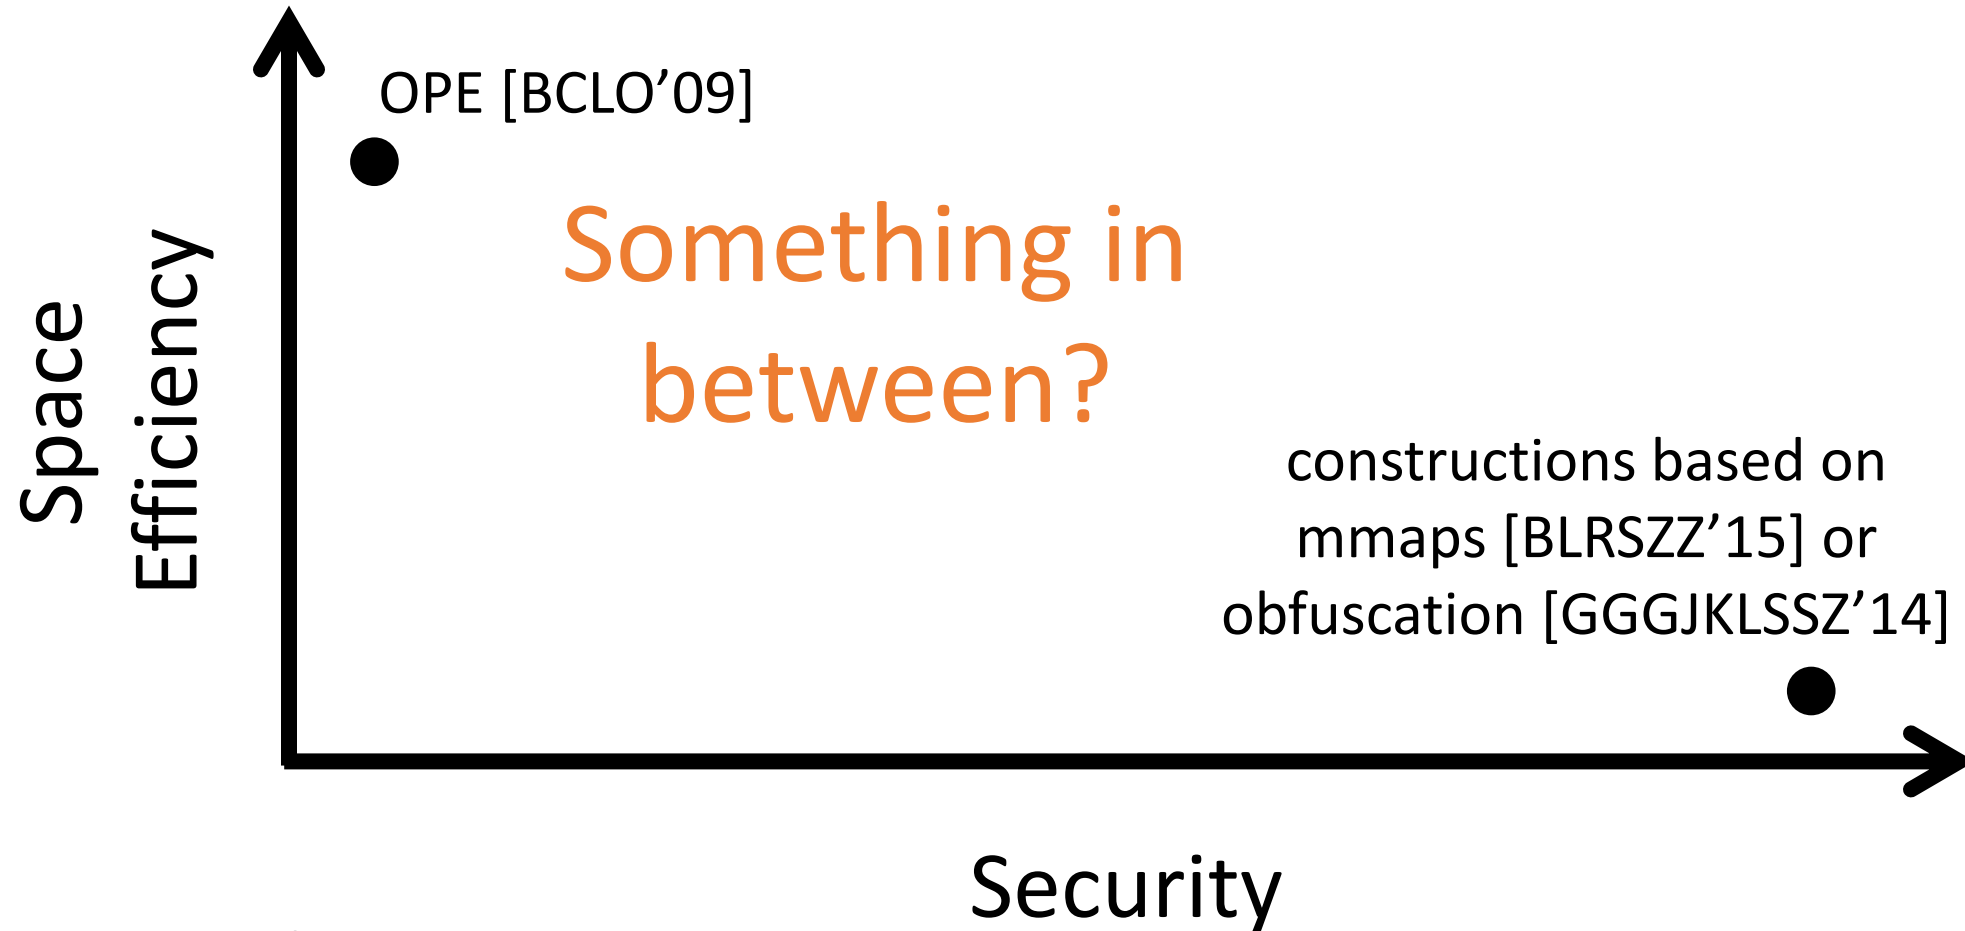 OPE [BCLO’09]
Something in
between?
Space
Efficiency
constructions based on
mmaps [BLRSZZ’15] or
obfuscation [GGGJKLSSZ’14]
Security